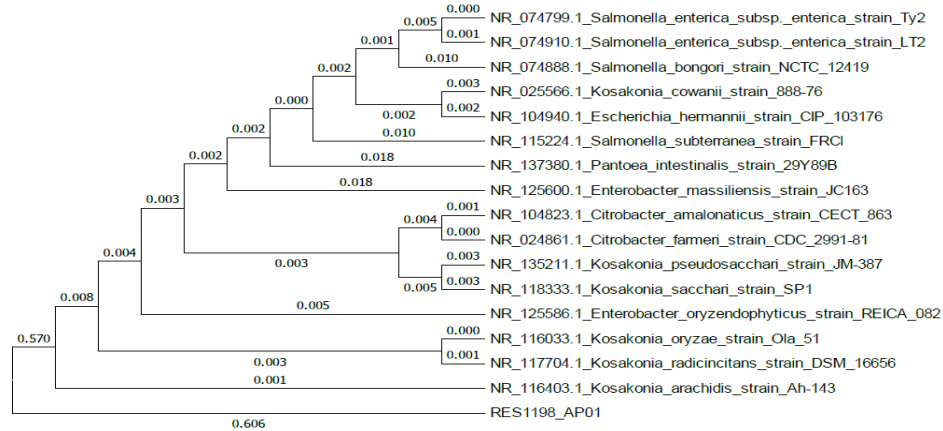 0.000
NR_074799.1_Salmonella_enterica_subsp._enterica_strain_Ty2
0.005
0.001
NR_074910.1_Salmonella_enterica_subsp._enterica_strain_LT2
0.001
0.010
NR_074888.1_Salmonella_bongori_strain_NCTC_12419
0.002
0.003
NR_025566.1_Kosakonia_cowanii_strain_888-76
0.002
0.002
NR_104940.1_Escherichia_hermannii_strain_CIP_103176
0.000
0.010
NR_115224.1_Salmonella_subterranea_strain_FRCl
0.002
0.018
NR_137380.1_Pantoea_intestinalis_strain_29Y89B
0.002
0.018
NR_125600.1_Enterobacter_massiliensis_strain_JC163
0.003
0.001
NR_104823.1_Citrobacter_amalonaticus_strain_CECT_863
0.004
0.000
NR_024861.1_Citrobacter_farmeri_strain_CDC_2991-81
0.003
0.003
NR_135211.1_Kosakonia_pseudosacchari_strain_JM-387
0.005
0.003
NR_118333.1_Kosakonia_sacchari_strain_SP1
0.004
0.005
NR_125586.1_Enterobacter_oryzendophyticus_strain_REICA_082
0.008
0.000
NR_116033.1_Kosakonia_oryzae_strain_Ola_51
0.003
0.001
NR_117704.1_Kosakonia_radicincitans_strain_DSM_16656
0.570
0.001
NR_116403.1_Kosakonia_arachidis_strain_Ah-143
0.606
RES1198_AP01